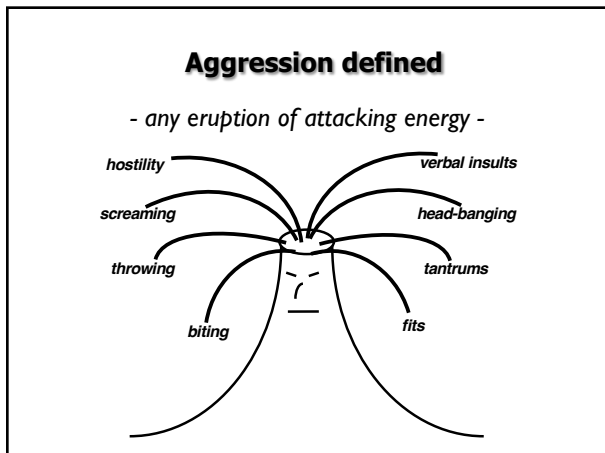 Aggression defined
- any eruption of attacking energy -
hostility
verbal insults
screaming
head-banging
throwing
tantrums
biting
fits